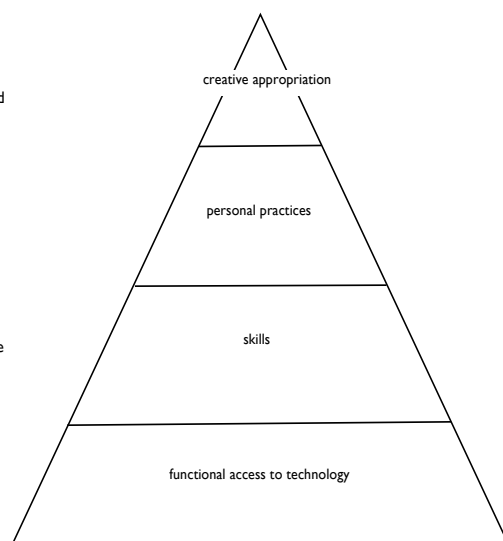 creative appropriation
personal practices
skills
functional access to technology